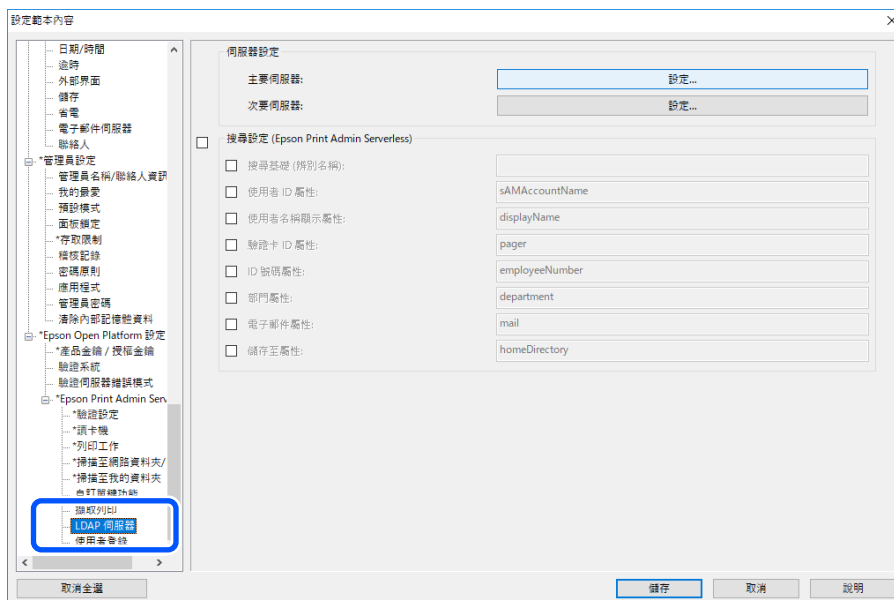 設定範本內容
日期/時間
逾時
外部界面
儲存
省電
電子郵件伺服器
聯絡人
*管理員設定
管理員名稱/聯絡人資訊
我的最愛
預設模式
面板鎖定
*存取限制
稽核記錄
密碼原則
應用程式
管理員密碼
清除內部記憶體資料
*Epson Open Platform 設定
*產品金鑰 / 授權金鑰
驗證系統
驗證伺服器錯誤模式
*Epson Print Admin Serv
*驗證設定
*讀卡機
*列印工作
*掃描至網路資料夾/
*掃描至我的資料夾
自訂單鍵功能
擷取列印
LDAP 伺服器
使用者登錄
取消全選
伺服器設定
主要伺服器: 設定...
次要伺服器: 設定...
搜尋設定 (Epson Print Admin Serverless)
搜尋基礎 (辨別名稱):
使用者 ID 屬性: sAMAccountName
使用者名稱顯示屬性: displayName
驗證卡 ID 屬性: pager
ID 號碼屬性: employeeNumber
部門屬性: department
電子郵件屬性: mail
儲存至屬性: homeDirectory
儲存 取消 說明